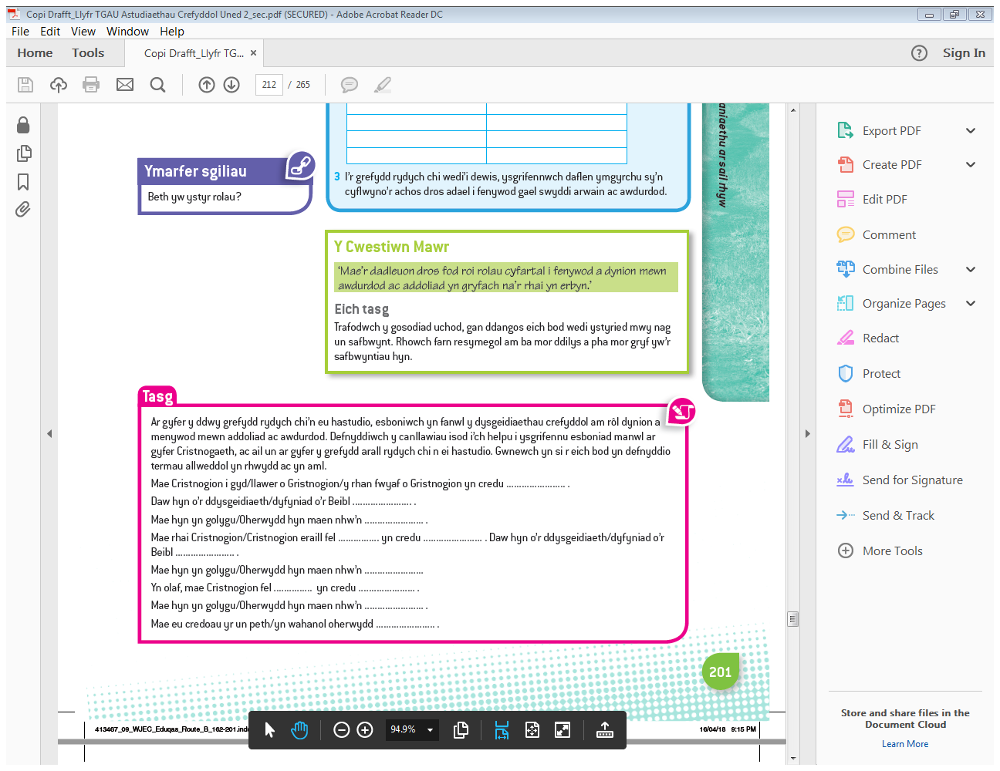 Copi Drafft_Llyfr TGAU Astudiaethau Crefyddol Uned 2_sec.pdf (SECURED) - Adobe Acrobat Reader DC
File Edit View Window Help
Home Tools Copi Drafft_Llyfr TG... × ? Sign In
212 / 265
aniaethu ar sail rhyw
Ymarfer sgiliau
Beth yw ystyr rolau?
3 I'r grefydd rydych chi wedi'i dewis, ysgrifennwch daflen ymgyrchu sy'n
cyflwyno'r achos dros adael i fenywod gael swyddi arwain ac awdurdod.
Y Cwestiwn Mawr
'Mae'r dadleuon dros fod roi rolau cyfartal i fenywod a dynion mewn
awdurdod ac addoliad yn gryfach na'r rhai yn erbyn.'
Eich tasg
Trafodwch y gosodiad uchod, gan ddangos eich bod wedi ystyried mwy nag
un safbwynt. Rhowch farn resymegol am ba mor ddilys a pha mor gryf yw'r
safbwyntiau hyn.
Tasg
Ar gyfer y ddwy grefydd rydych chi'n eu hastudio, esboniwch yn fanwl y dysgeidiaethau crefyddol am rôl dynion a
menywod mewn addoliad ac awdurdod. Defnyddiwch y canllawiau isod i'ch helpu i ysgrifennu esboniad manwl ar
gyfer Cristnogaeth, ac ail un ar gyfer y grefydd arall rydych chi n ei hastudio. Gwnewch yn si r eich bod yn defnyddio
termau allweddol yn rhwydd ac yn aml.
Mae Cristnogion i gyd/llawer o Gristnogion/y rhan fwyaf o Gristnogion yn credu ....................... .
Daw hyn o'r ddysgeidiaeth/dyfyniad o'r Beibl ....................... .
Mae hyn yn golygu/Oherwydd hyn maen nhw'n ....................... .
Mae rhai Cristnogion/Cristnogion eraill fel ................ yn credu ....................... . Daw hyn o'r ddysgeidiaeth/dyfyniad o'r
Beibl ....................... .
Mae hyn yn golygu/Oherwydd hyn maen nhw'n .......................
Yn olaf, mae Cristnogion fel ............... yn credu ...................... .
Mae hyn yn golygu/Oherwydd hyn maen nhw'n ....................... .
Mae eu credoau yr un peth/yn wahanol oherwydd ....................... .
201
413467_09_WJEC_Eduqas_Route_B_162-201.ind
16/04/18 9:15 PM
94.9%
Export PDF
Create PDF
Edit PDF
Comment
Combine Files
Organize Pages
Redact
Protect
Optimize PDF
Fill & Sign
Send for Signature
Send & Track
More Tools
Store and share files in the
Document Cloud
Learn More